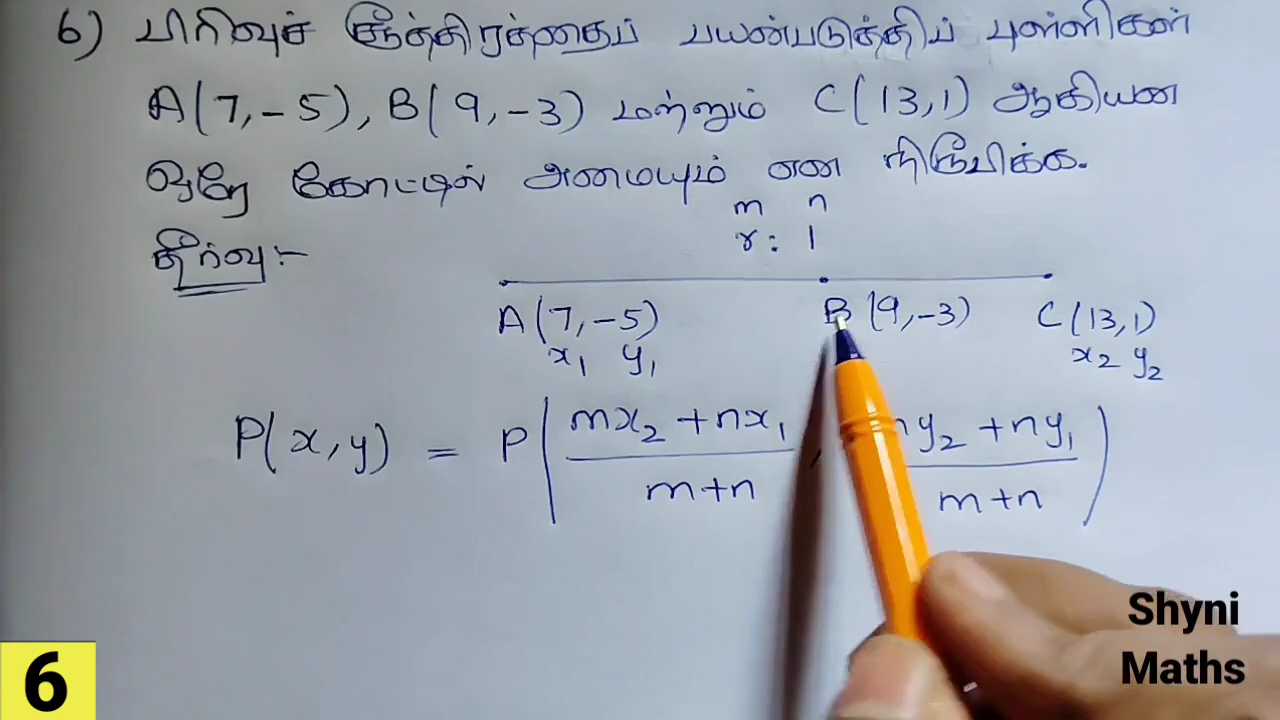 6) பிரிவுச் சூத்திரத்தைப் பயன்படுத்திப் புள்ளிகள்
A(7,-5), B(9,-3) மற்றும் C(13,1) ஆகியன
ஒரே கோட்டில் அமையும் என நிரூபிக்க.
m n
தீர்வு:- r: 1
A(7,-5) B(9,-3) C(13,1)
x₁ y₁ x₂ y₂
P(x,y) = P( mx₂+nx₁ / m+n , y₂+ny₁ / m+n )
Shyni
Maths
6